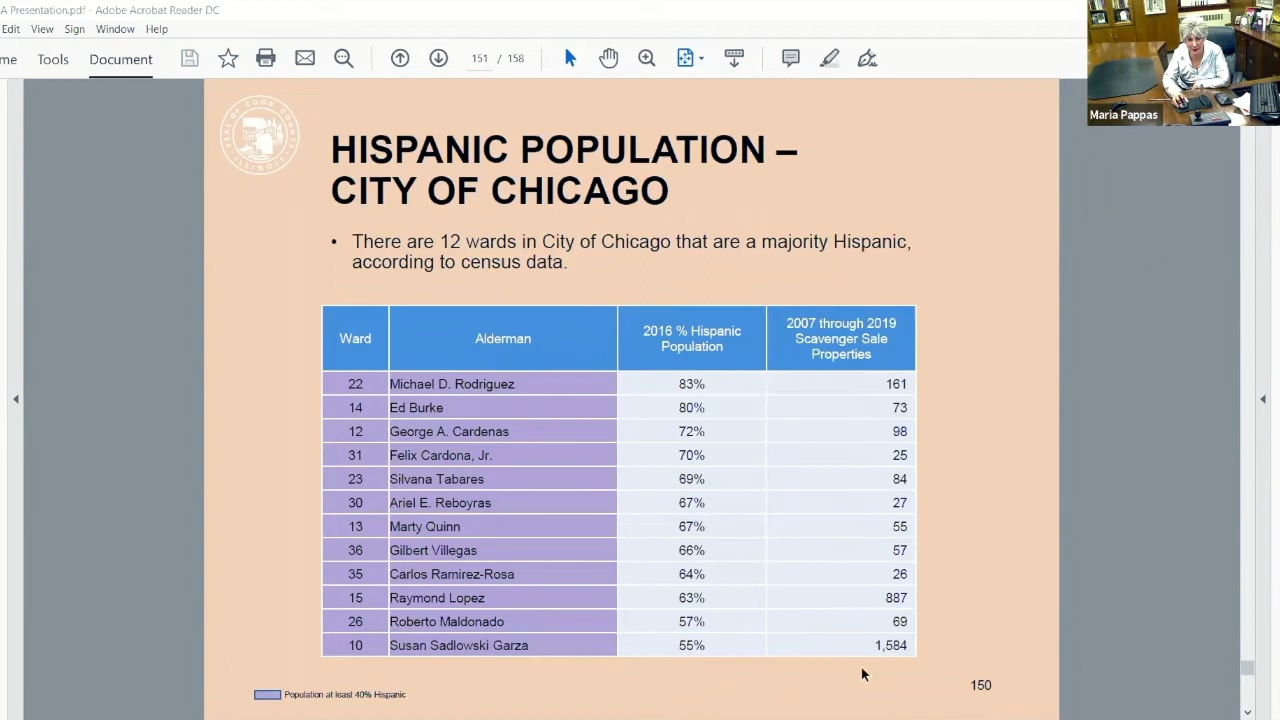 A Presentation.pdf - Adobe Acrobat Reader DC
Edit View Sign Window Help
me Tools Document 151 / 158
Maria Pappas
SEAL OF COOK COUNTY ILLINOIS
HISPANIC POPULATION –
CITY OF CHICAGO
• There are 12 wards in City of Chicago that are a majority Hispanic,
according to census data.
Ward Alderman 2016 % Hispanic Population 2007 through 2019 Scavenger Sale Properties
22 Michael D. Rodriguez 83% 161
14 Ed Burke 80% 73
12 George A. Cardenas 72% 98
31 Felix Cardona, Jr. 70% 25
23 Silvana Tabares 69% 84
30 Ariel E. Reboyras 67% 27
13 Marty Quinn 67% 55
36 Gilbert Villegas 66% 57
35 Carlos Ramirez-Rosa 64% 26
15 Raymond Lopez 63% 887
26 Roberto Maldonado 57% 69
10 Susan Sadlowski Garza 55% 1,584
Population at least 40% Hispanic
150